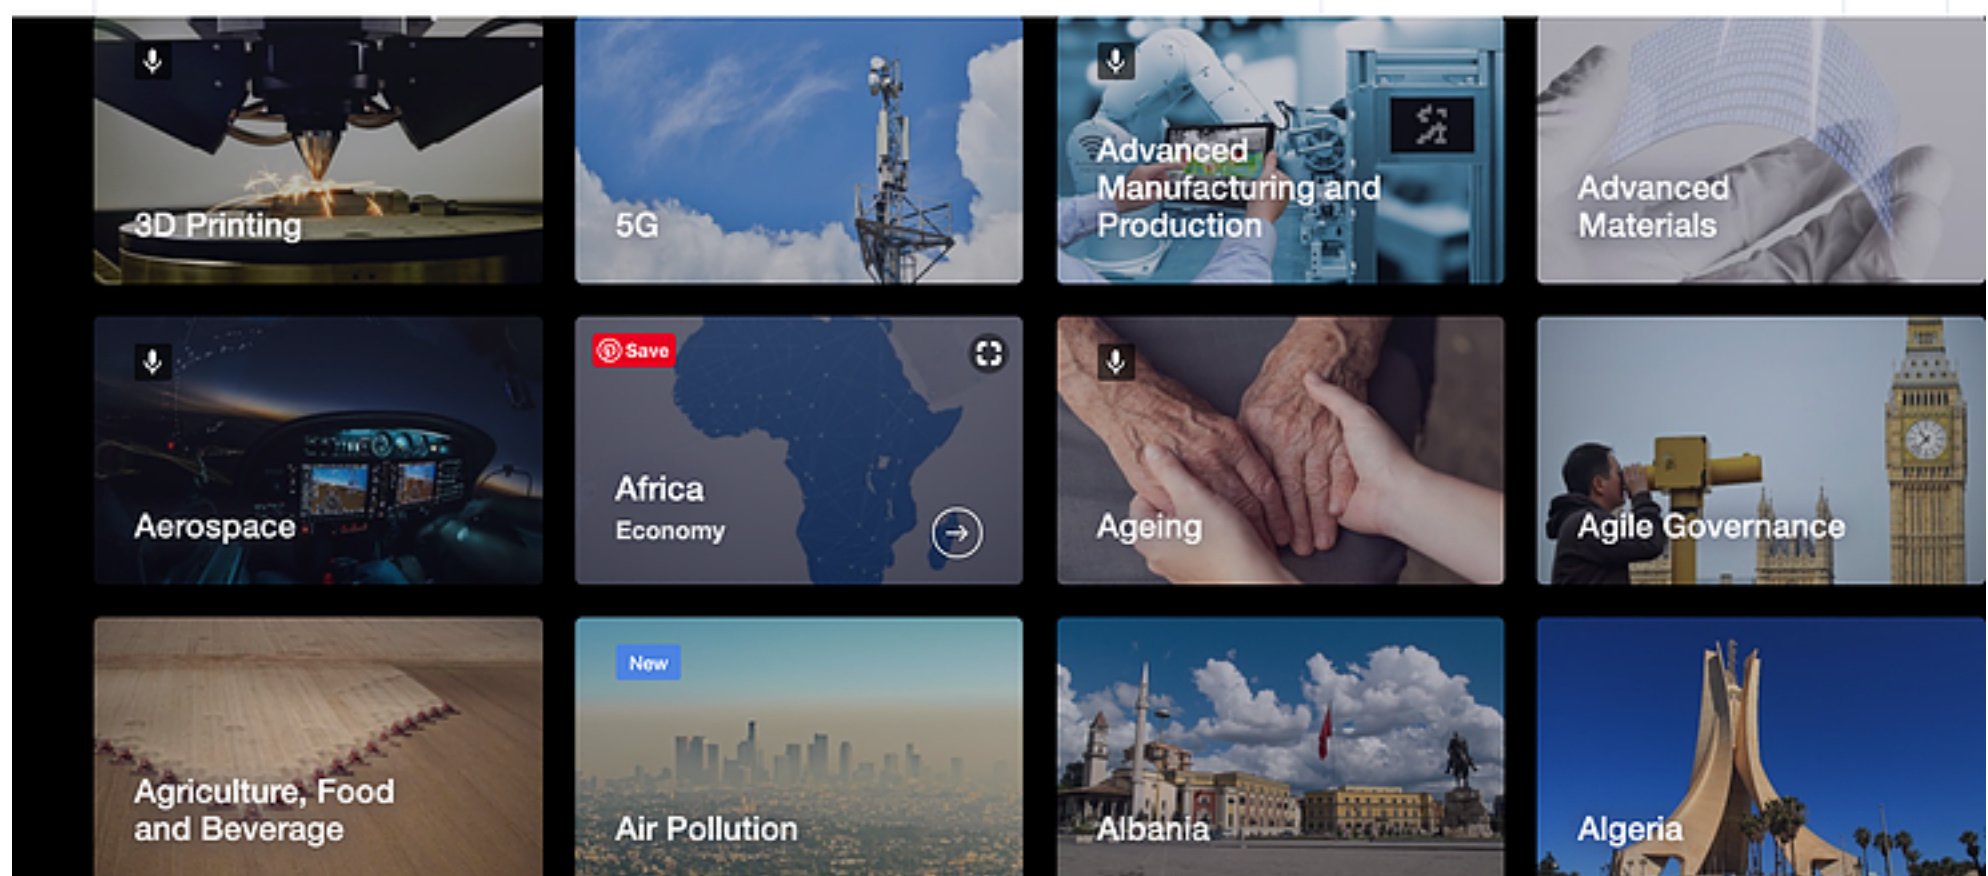 3D Printing
5G
Advanced
Manufacturing and
Production
Advanced
Materials
Aerospace
Save
Africa
Economy
Ageing
Agile Governance
Agriculture, Food
and Beverage
New
Air Pollution
Albania
Algeria